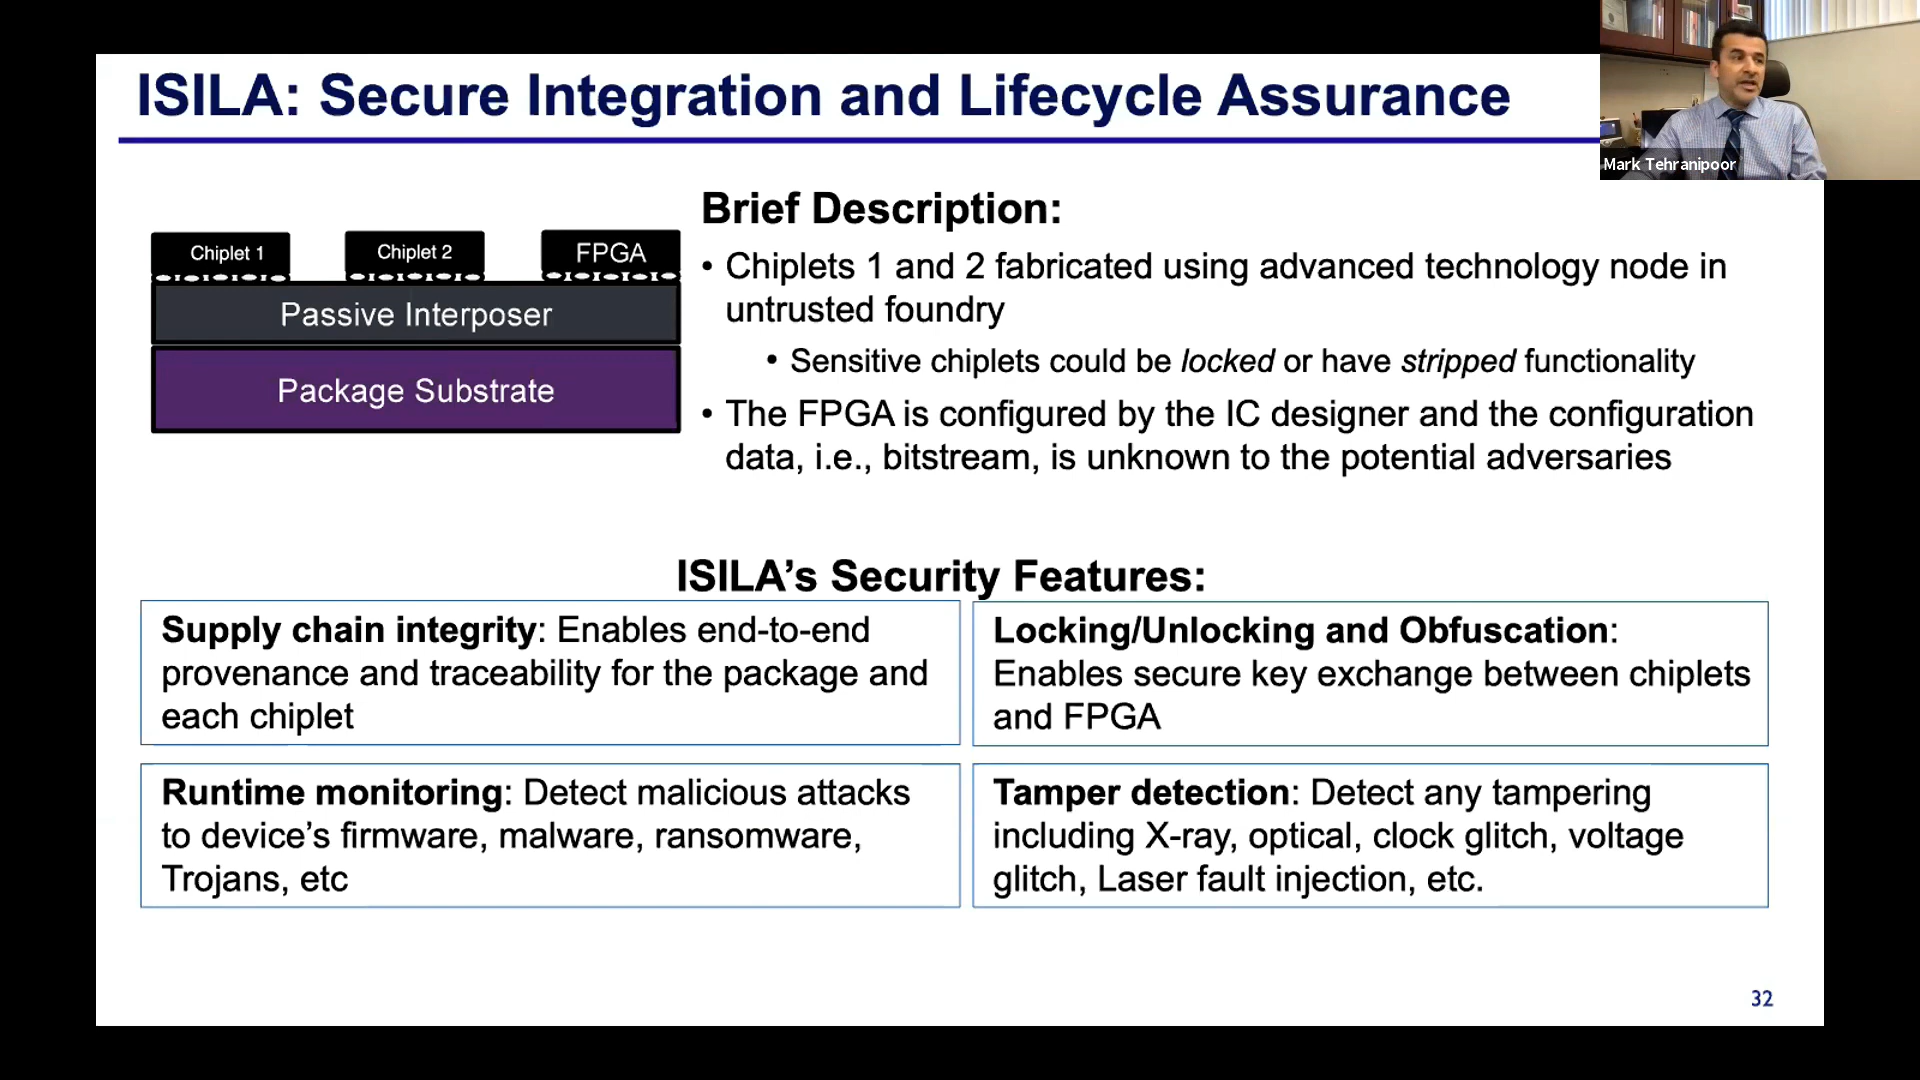 ISILA: Secure Integration and Lifecycle Assurance
Mark Tehranipoor
Chiplet 1
Chiplet 2
FPGA
Passive Interposer
Package Substrate
Brief Description:
• Chiplets 1 and 2 fabricated using advanced technology node in
untrusted foundry
• Sensitive chiplets could be locked or have stripped functionality
• The FPGA is configured by the IC designer and the configuration
data, i.e., bitstream, is unknown to the potential adversaries
ISILA’s Security Features:
Supply chain integrity: Enables end-to-end
provenance and traceability for the package and
each chiplet
Locking/Unlocking and Obfuscation:
Enables secure key exchange between chiplets
and FPGA
Runtime monitoring: Detect malicious attacks
to device’s firmware, malware, ransomware,
Trojans, etc
Tamper detection: Detect any tampering
including X-ray, optical, clock glitch, voltage
glitch, Laser fault injection, etc.
32